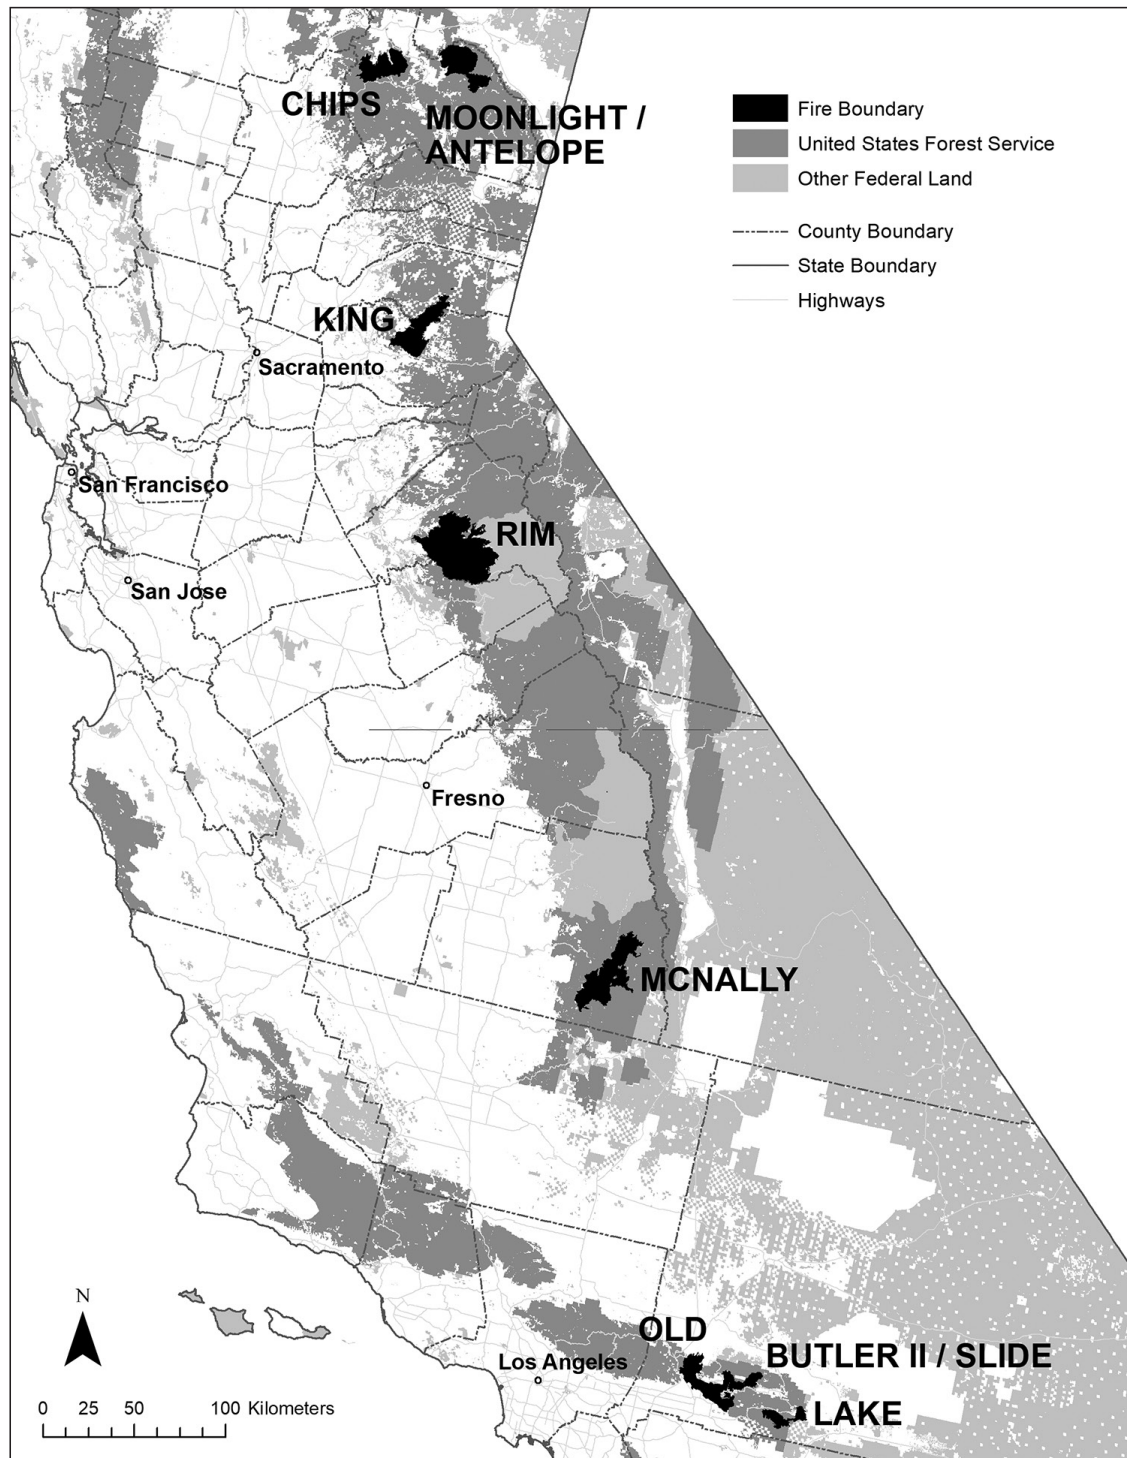 CHIPS
MOONLIGHT /
ANTELOPE
Fire Boundary
United States Forest Service
Other Federal Land
County Boundary
State Boundary
Highways
KING
Sacramento
San Francisco
RIM
San Jose
Fresno
MCNALLY
N
OLD
BUTLER II / SLIDE
Los Angeles
LAKE
0 25 50 100 Kilometers